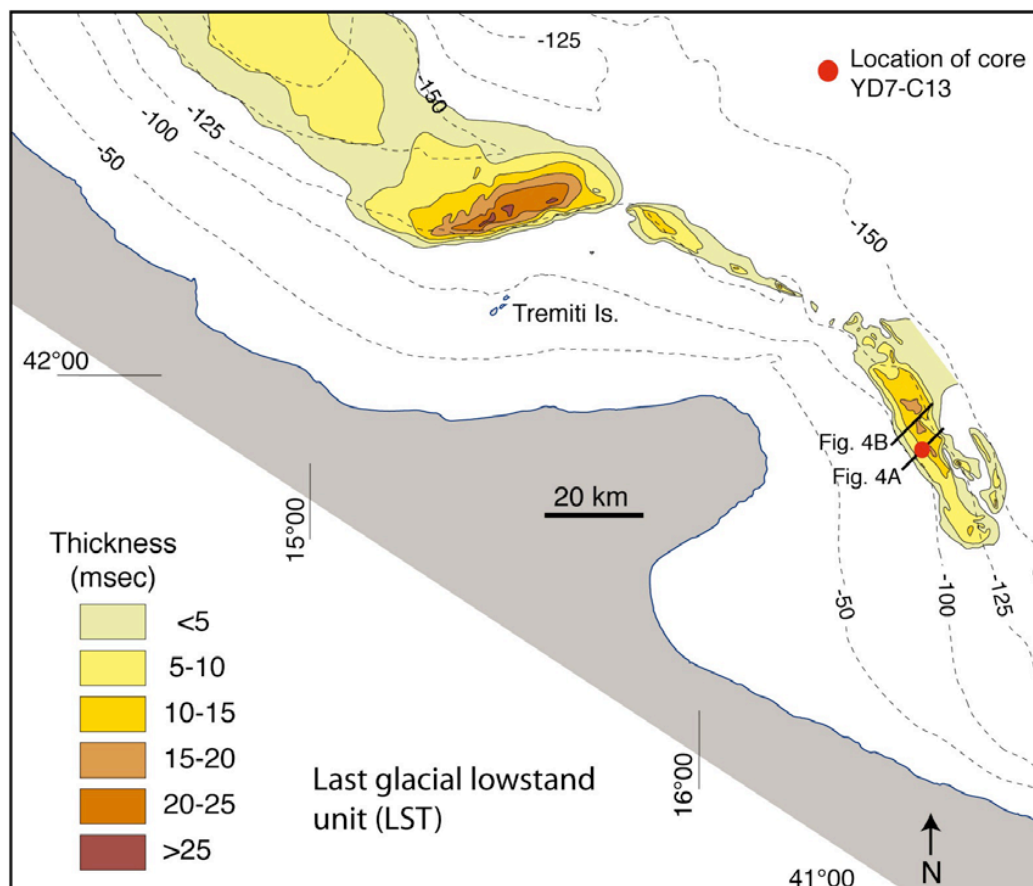 -125
Location of core
YD7-C13
-150
-125
-100
-50
-150
Tremiti Is.
42°00
Fig. 4B
Fig. 4A
20 km
15°00
Thickness
(msec)
<5
5-10
10-15
15-20
20-25
>25
-50
-100
-125
Last glacial lowstand
unit (LST)
16°00
41°00
N